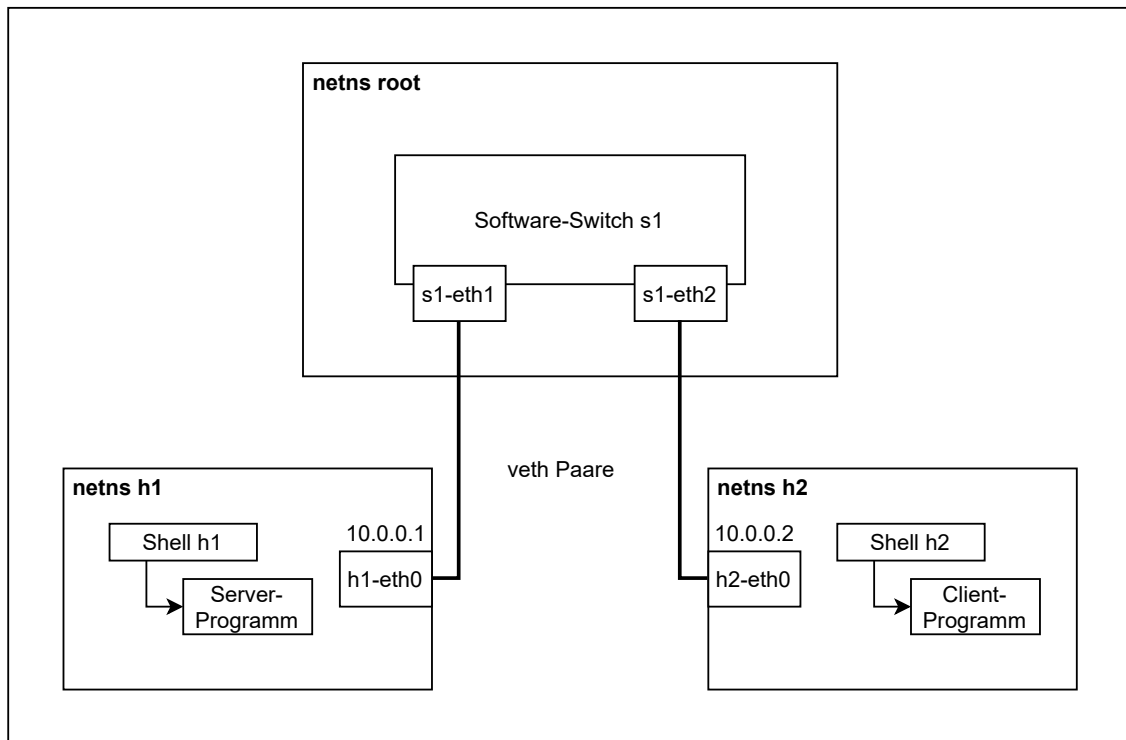 netns root
Software-Switch s1
s1-eth1
s1-eth2
veth Paare
netns h1
Shell h1
Server-
Programm
10.0.0.1
h1-eth0
netns h2
10.0.0.2
h2-eth0
Shell h2
Client-
Programm